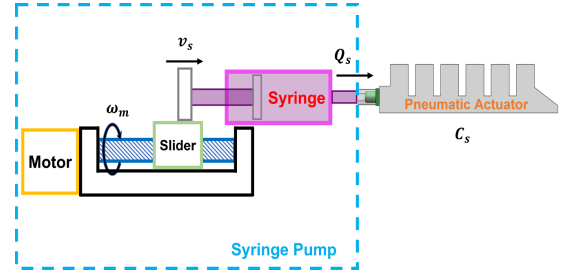 v_s
Q_s
Syringe
Pneumatic Actuator
ω_m
C_s
Slider
Motor
Syringe Pump